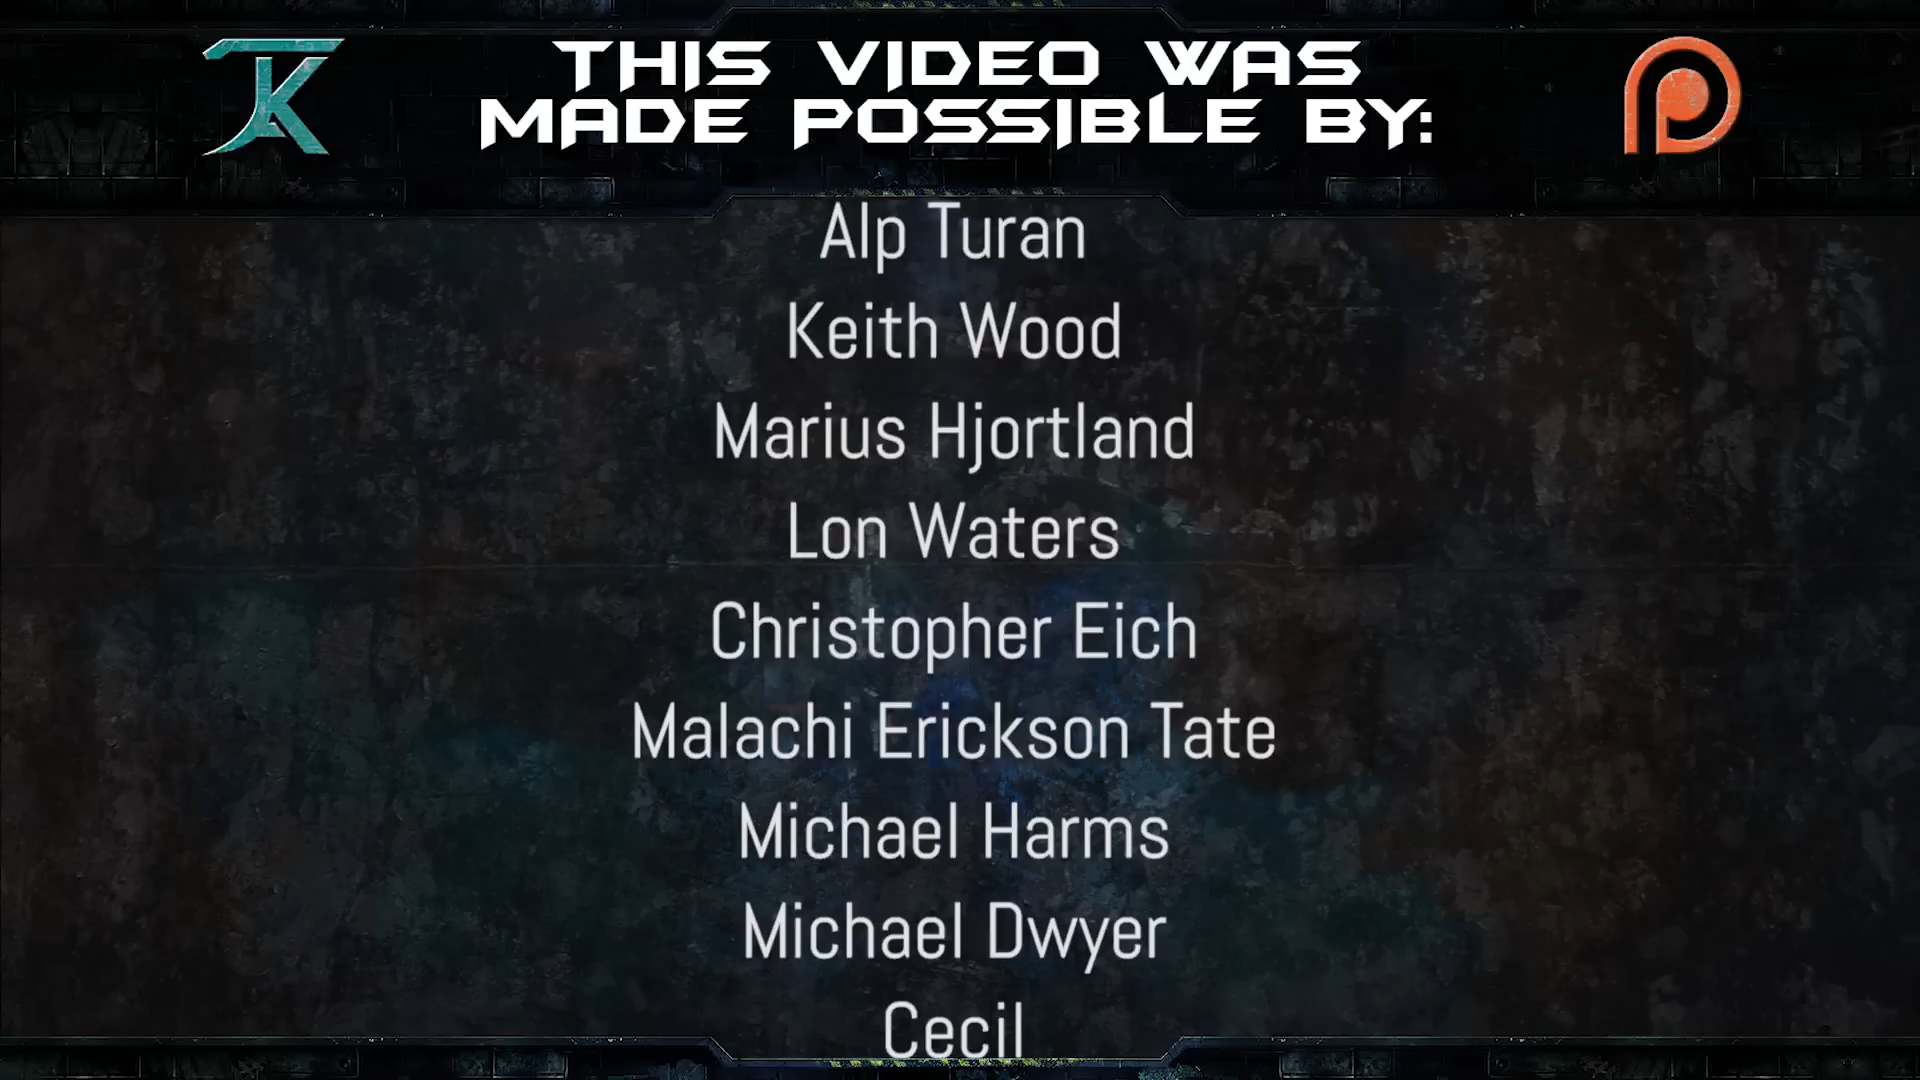 THIS VIDEO WAS
MADE POSSIBLE BY:
Alp Turan
Keith Wood
Marius Hjortland
Lon Waters
Christopher Eich
Malachi Erickson Tate
Michael Harms
Michael Dwyer
Cecil